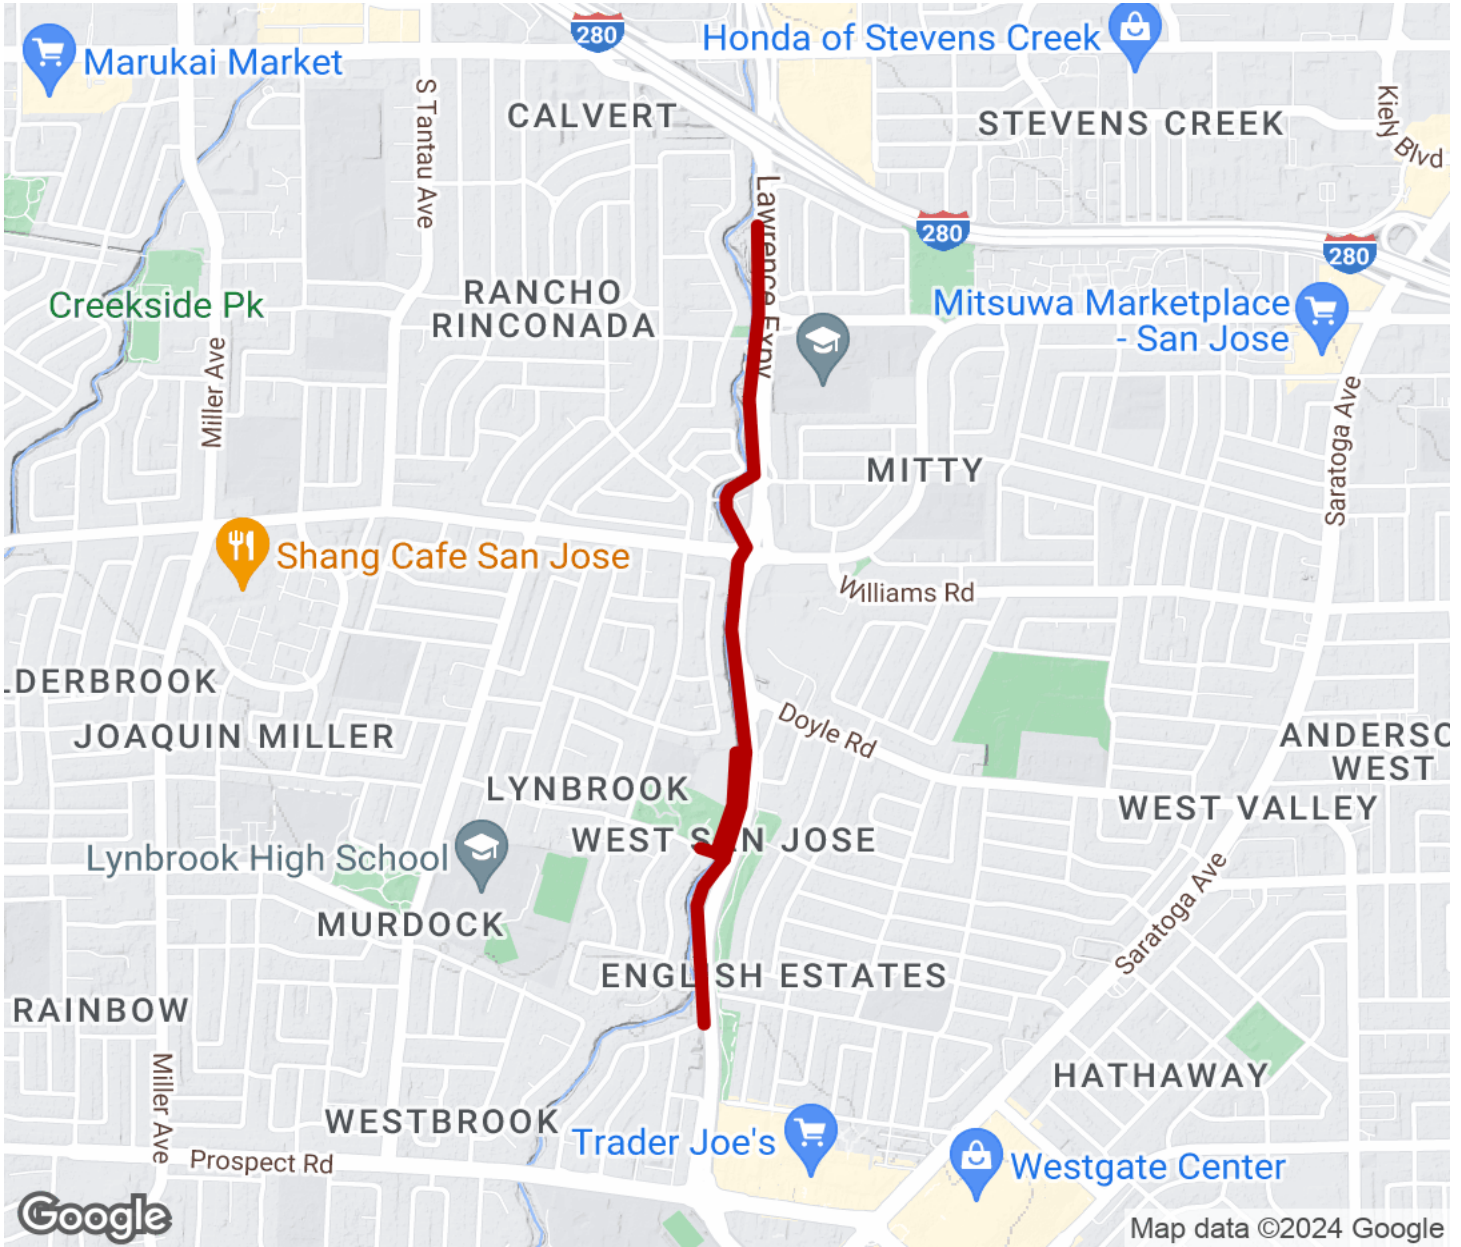 280
Honda of Stevens Creek
Marukai Market
S Tantau Ave
CALVERT
STEVENS CREEK
Kiely Blvd
Lawrence Expy
280
280
Creekside Pk
RANCHO
RINCONADA
Mitsuwa Marketplace
- San Jose
Miller Ave
Saratoga Ave
MITTY
Shang Cafe San Jose
Williams Rd
LDERBROOK
JOAQUIN MILLER
Doyle Rd
ANDERSO
WEST
LYNBROOK
WEST VALLEY
WEST SAN JOSE
Lynbrook High School
MURDOCK
Saratoga Ave
ENGLISH ESTATES
RAINBOW
HATHAWAY
Miller Ave
WESTBROOK
Trader Joe's
Prospect Rd
Westgate Center
Google
Map data ©2024 Google